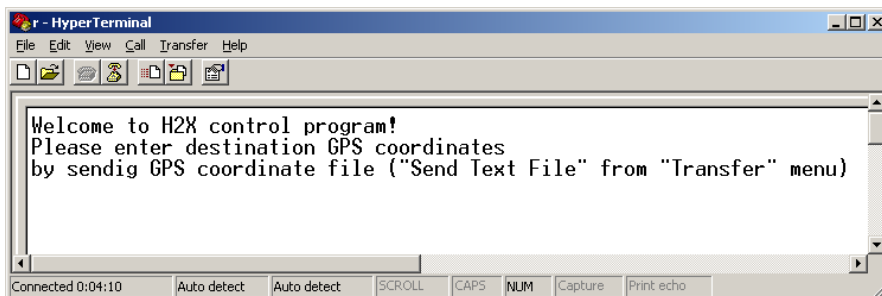 r - HyperTerminal
File Edit View Call Transfer Help
Welcome to H2X control program!
Please enter destination GPS coordinates
by sendig GPS coordinate file ("Send Text File" from "Transfer" menu)
Connected 0:04:10 Auto detect Auto detect SCROLL CAPS NUM Capture Print echo